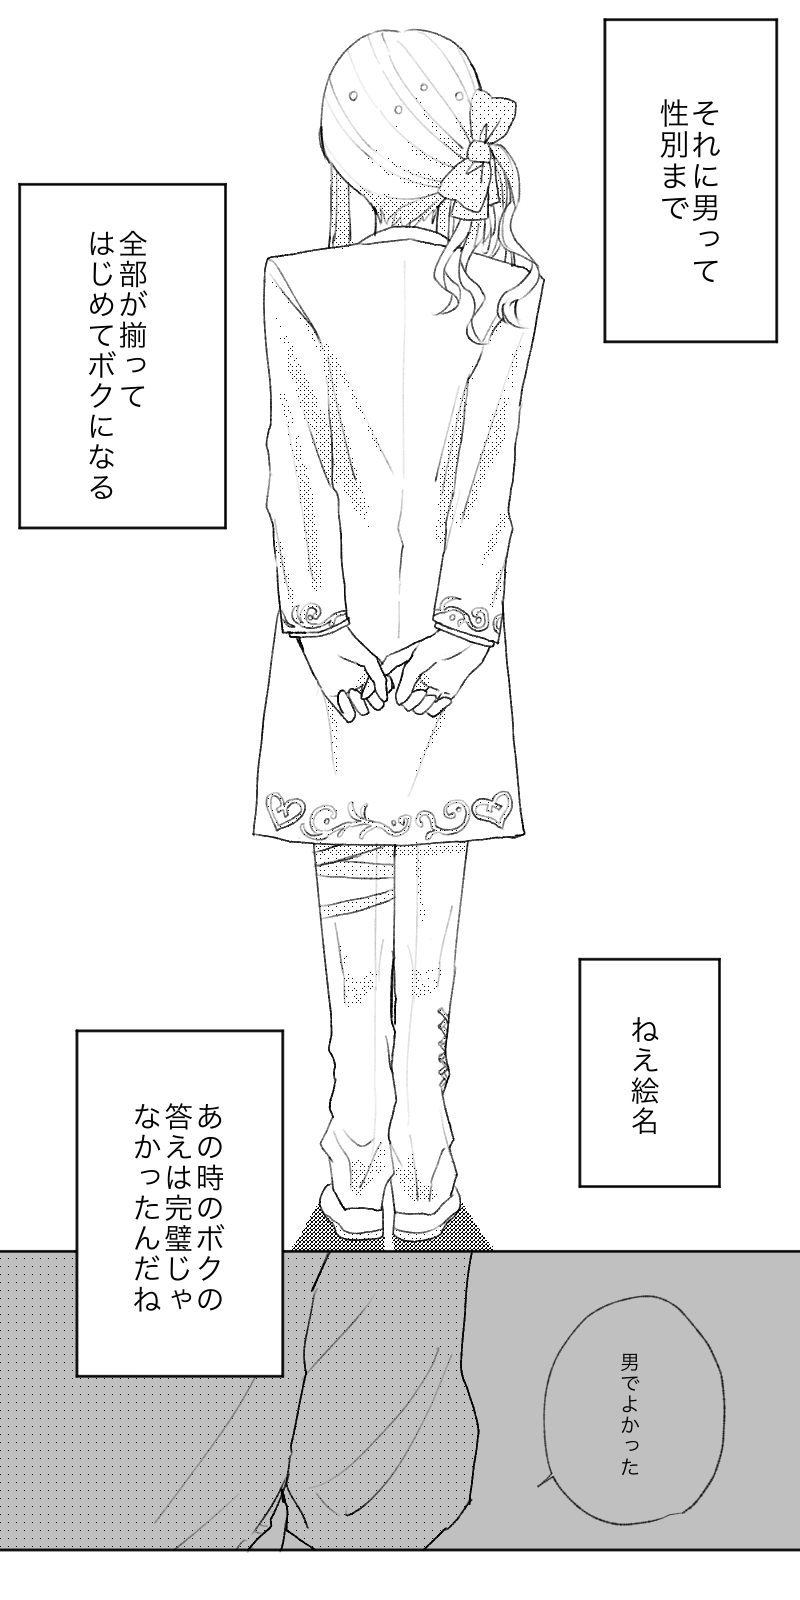 それに男って
性別まで
全部が揃って
はじめてボクになる
ねえ絵名
あの時のボクの
答えは完璧じゃ
なかったんだね
男でよかった